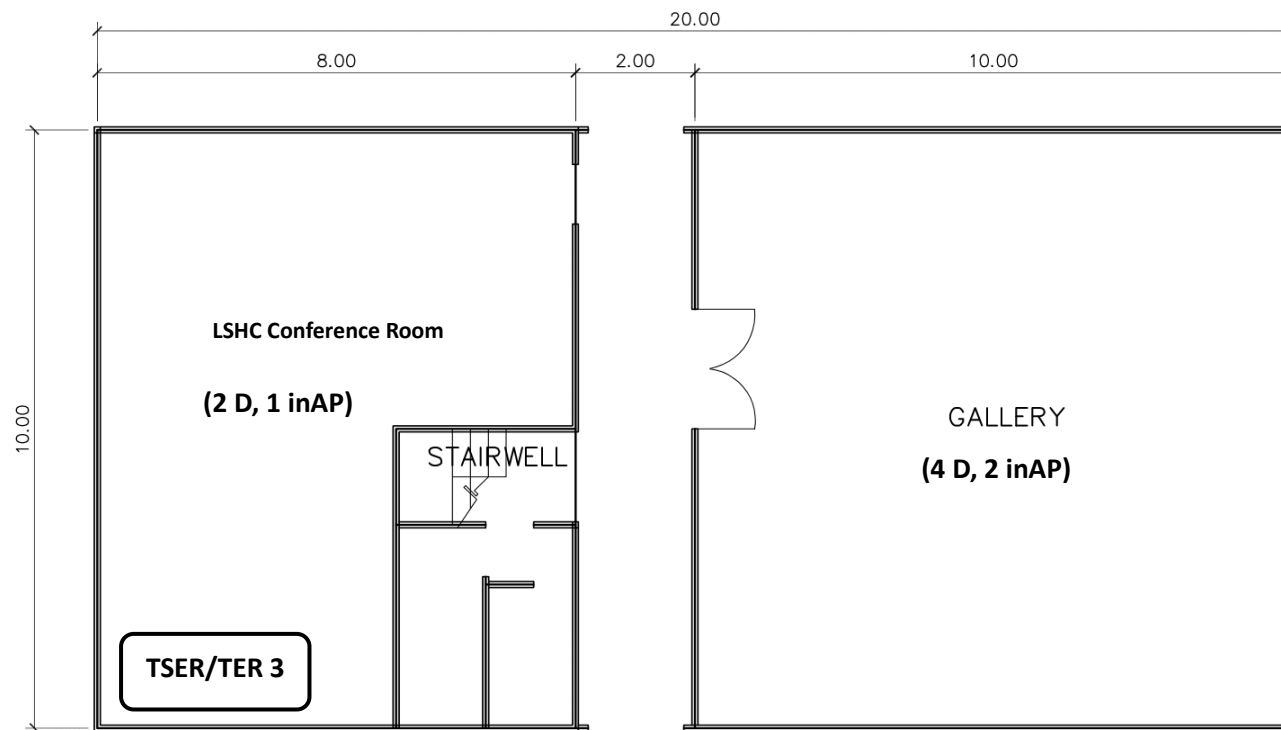 20.00
8.00
2.00
10.00
10.00
LSHC Conference Room
(2 D, 1 inAP)
STAIRWELL
GALLERY
(4 D, 2 inAP)
TSER/TER 3